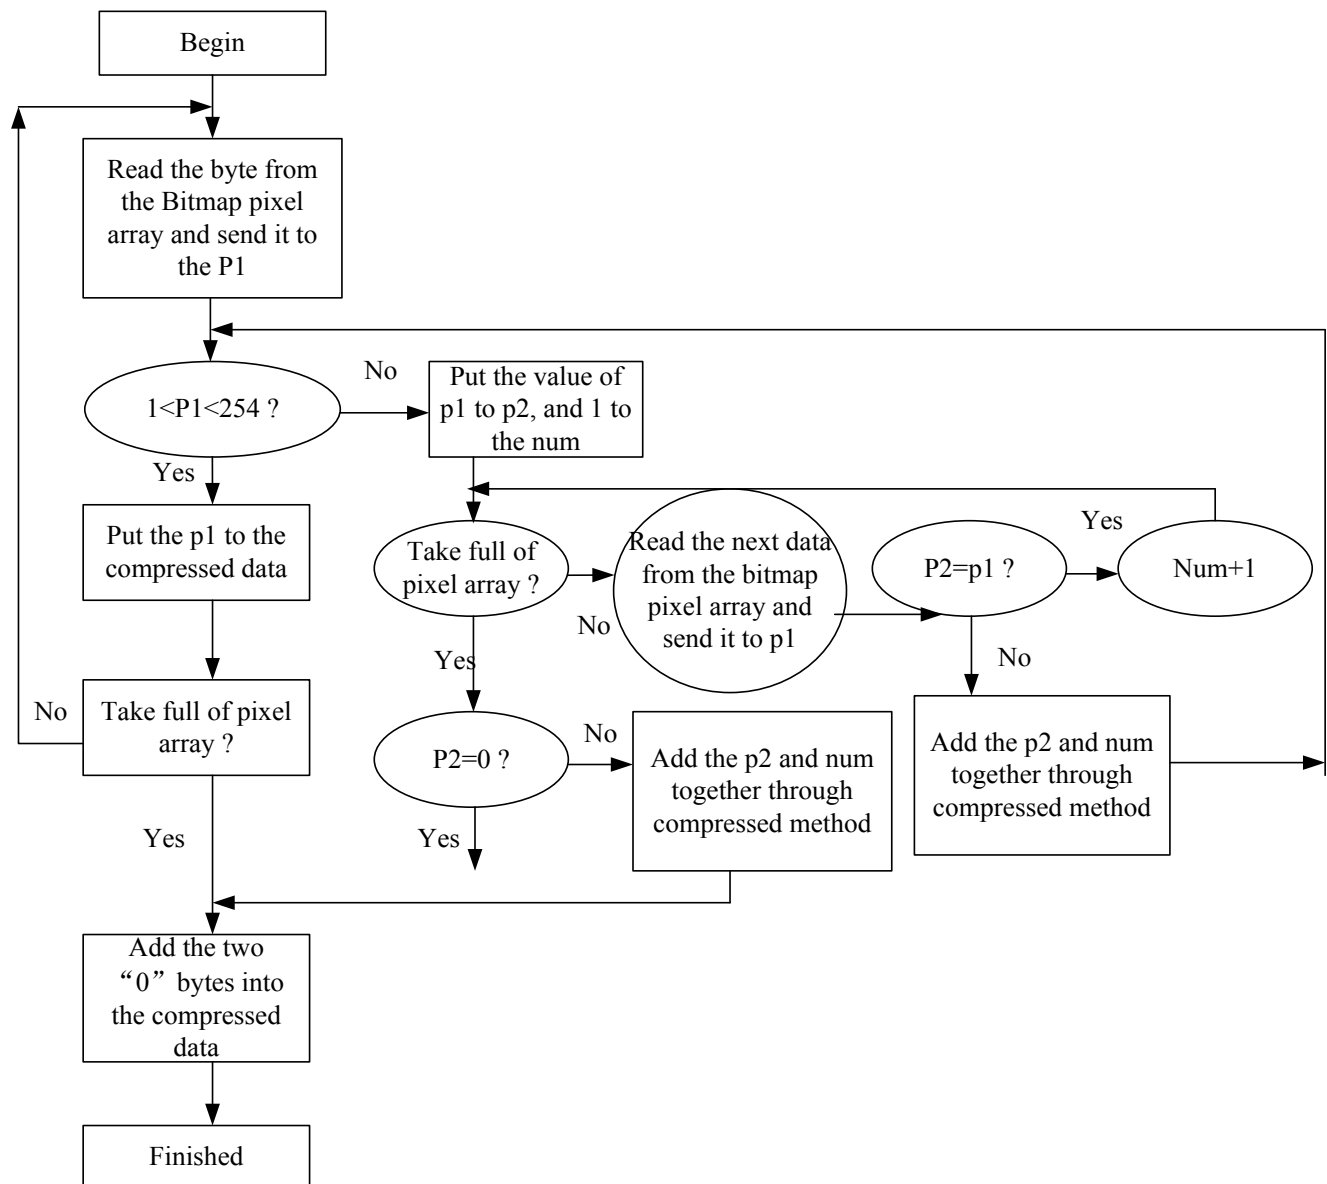 Begin
Read the byte from
the Bitmap pixel
array and send it to
the P1
1<P1<254 ?
No
Put the value of
p1 to p2, and 1 to
the num
Yes
Put the p1 to the
compressed data
Take full of
pixel array ?
No
Read the next data
from the bitmap
pixel array and
send it to p1
P2=p1 ?
Yes
Num+1
Yes
No
No
Take full of pixel
array ?
P2=0 ?
No
Add the p2 and num
together through
compressed method
Add the p2 and num
together through
compressed method
Yes
Yes
Add the two
“0” bytes into
the compressed
data
Finished